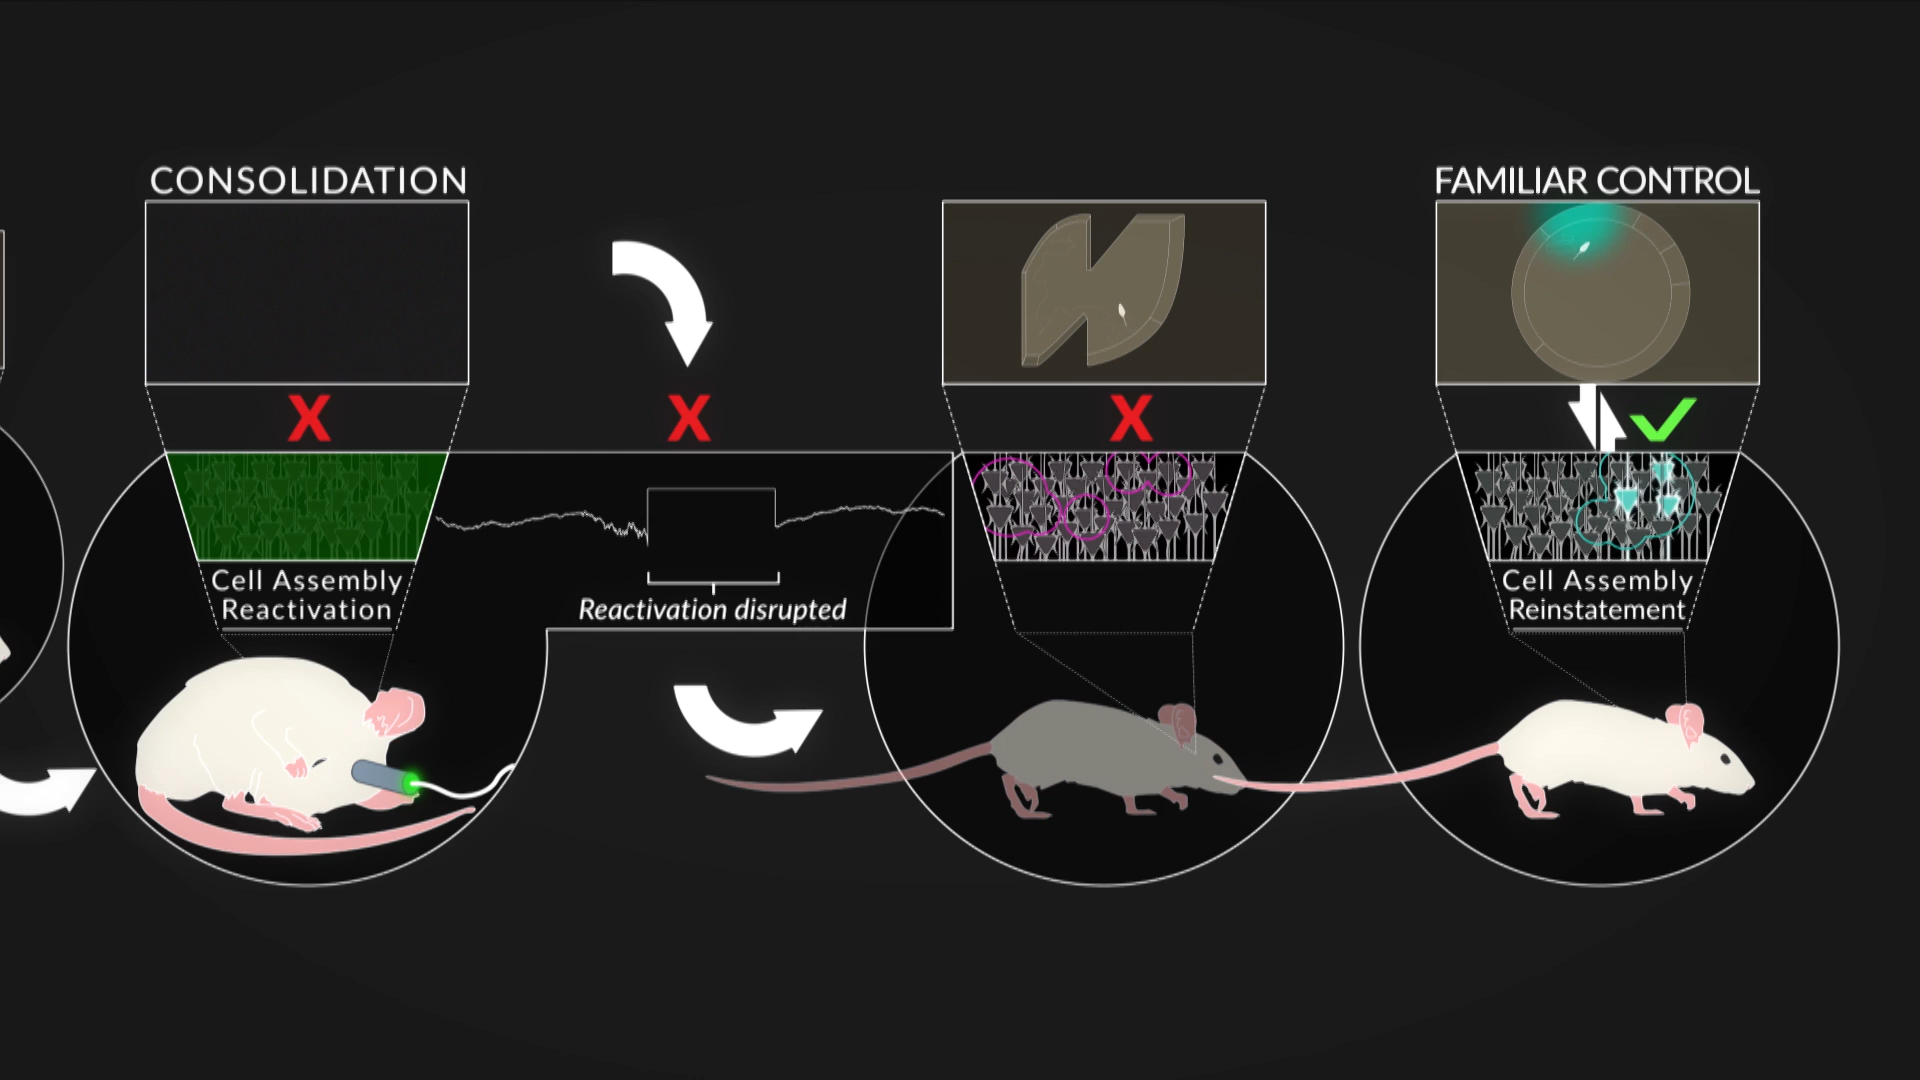 CONSOLIDATION
FAMILIAR CONTROL
X
X
X
Cell Assembly
Reactivation
Reactivation disrupted
Cell Assembly
Reinstatement